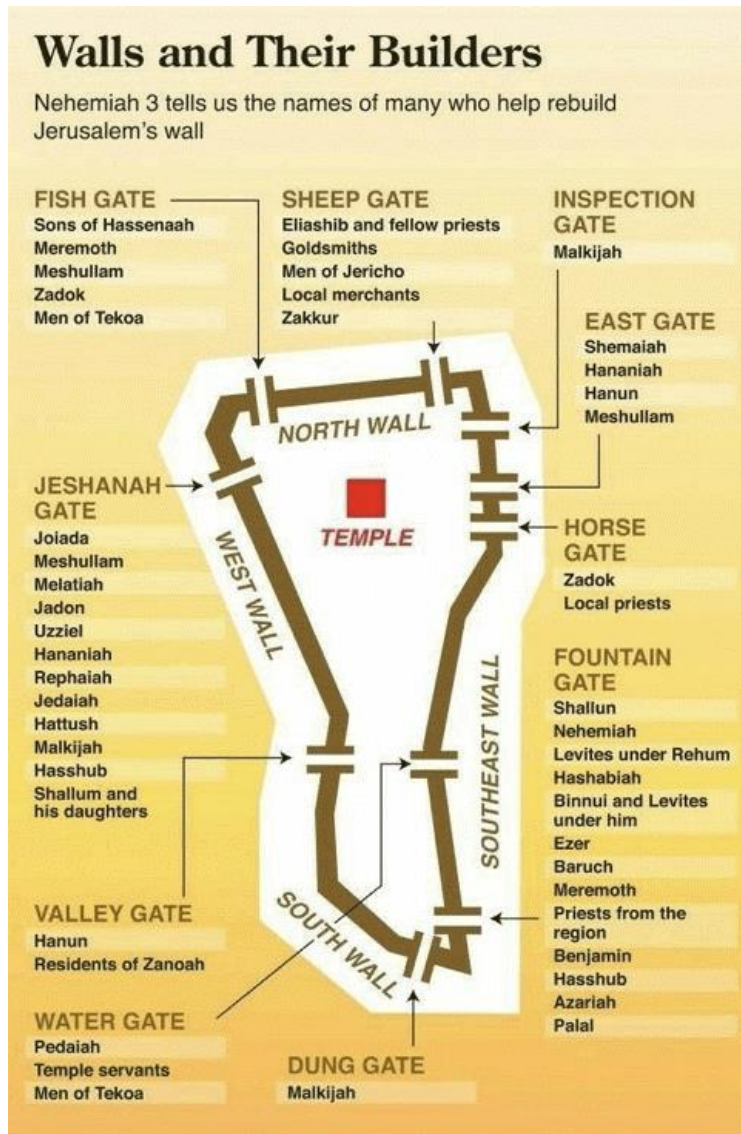 Walls and Their Builders
Nehemiah 3 tells us the names of many who help rebuild
Jerusalem's wall
FISH GATE
Sons of Hassenaah
Meremoth
Meshullam
Zadok
Men of Tekoa
SHEEP GATE
Eliashib and fellow priests
Goldsmiths
Men of Jericho
Local merchants
Zakkur
INSPECTION
GATE
Malkijah
EAST GATE
Shemaiah
Hananiah
Hanun
Meshullam
NORTH WALL
TEMPLE
JESHANAH
GATE
Joiada
Meshullam
Melatiah
Jadon
Uzziel
Hananiah
Rephaiah
Jedaiah
Hattush
Malkijah
Hasshub
Shallum and
his daughters
WEST WALL
HORSE
GATE
Zadok
Local priests
SOUTHEAST WALL
FOUNTAIN
GATE
Shallun
Nehemiah
Levites under Rehum
Hashabiah
Binnui and Levites
under him
Ezer
Baruch
Meremoth
Priests from the
region
Benjamin
Hasshub
Azariah
Palal
VALLEY GATE
Hanun
Residents of Zanoah
SOUTH WALL
WATER GATE
Pedaiah
Temple servants
Men of Tekoa
DUNG GATE
Malkijah